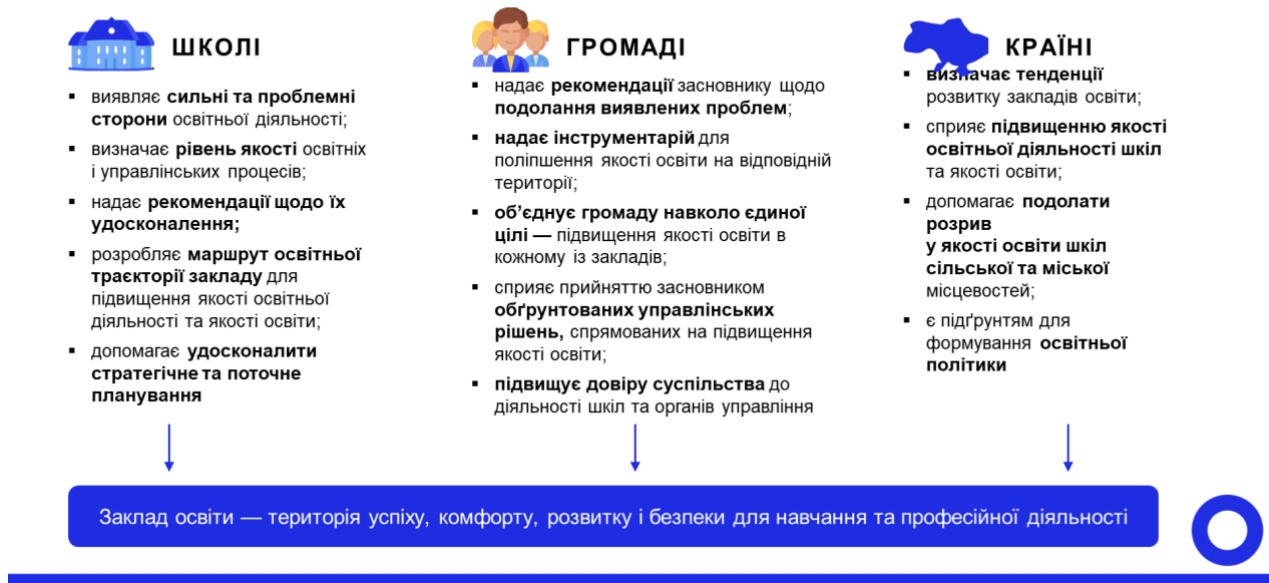 ШКОЛІ
виявляє сильні та проблемні
сторони освітньої діяльності;
визначає рівень якості освітніх
і управлінських процесів;
надає рекомендації щодо їх
удосконалення;
розробляє маршрут освітньої
траєкторії закладу для
підвищення якості освітньої
діяльності та якості освіти;
допомагає удосконалити
стратегічне та поточне
планування
ГРОМАДІ
надає рекомендації засновнику щодо
подолання виявлених проблем;
надає інструментарій для
поліпшення якості освіти на відповідній
території;
об’єднує громаду навколо єдиної
цілі — підвищення якості освіти в
кожному із закладів;
сприяє прийняттю засновником
обґрунтованих управлінських
рішень, спрямованих на підвищення
якості освіти;
підвищує довіру суспільства до
діяльності шкіл та органів управління
КРАЇНІ
визначає тенденції
розвитку закладів освіти;
сприяє підвищенню якості
освітньої діяльності шкіл
та якості освіти;
допомагає подолати
розрив
у якості освіти шкіл
сільської та міської
місцевостей;
є підґрунтям для
формування освітньої
політики
Заклад освіти — територія успіху, комфорту, розвитку і безпеки для навчання та професійної діяльності